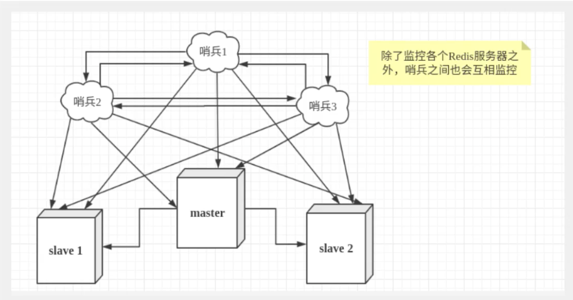 哨兵1
除了监控各个Redis服务器之
外，哨兵之间也会互相监控
哨兵2
哨兵3
master
slave 1
slave 2